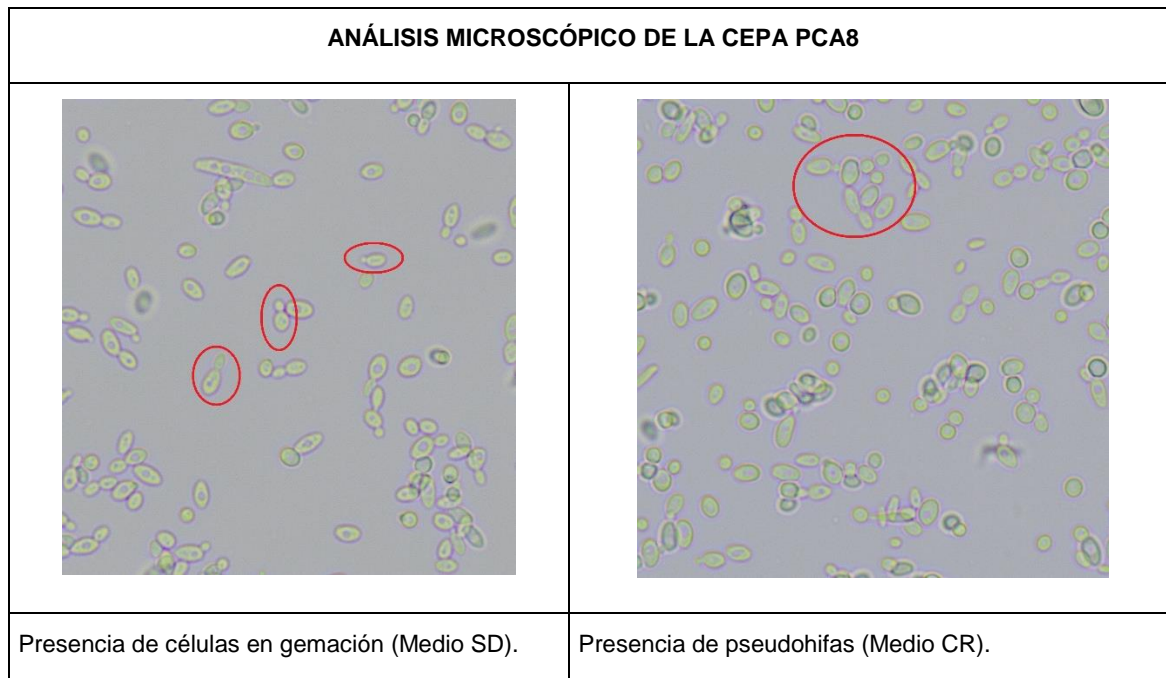 ANÁLISIS MICROSCÓPICO DE LA CEPA PCA8
Presencia de células en gemación (Medio SD).
Presencia de pseudohifas (Medio CR).